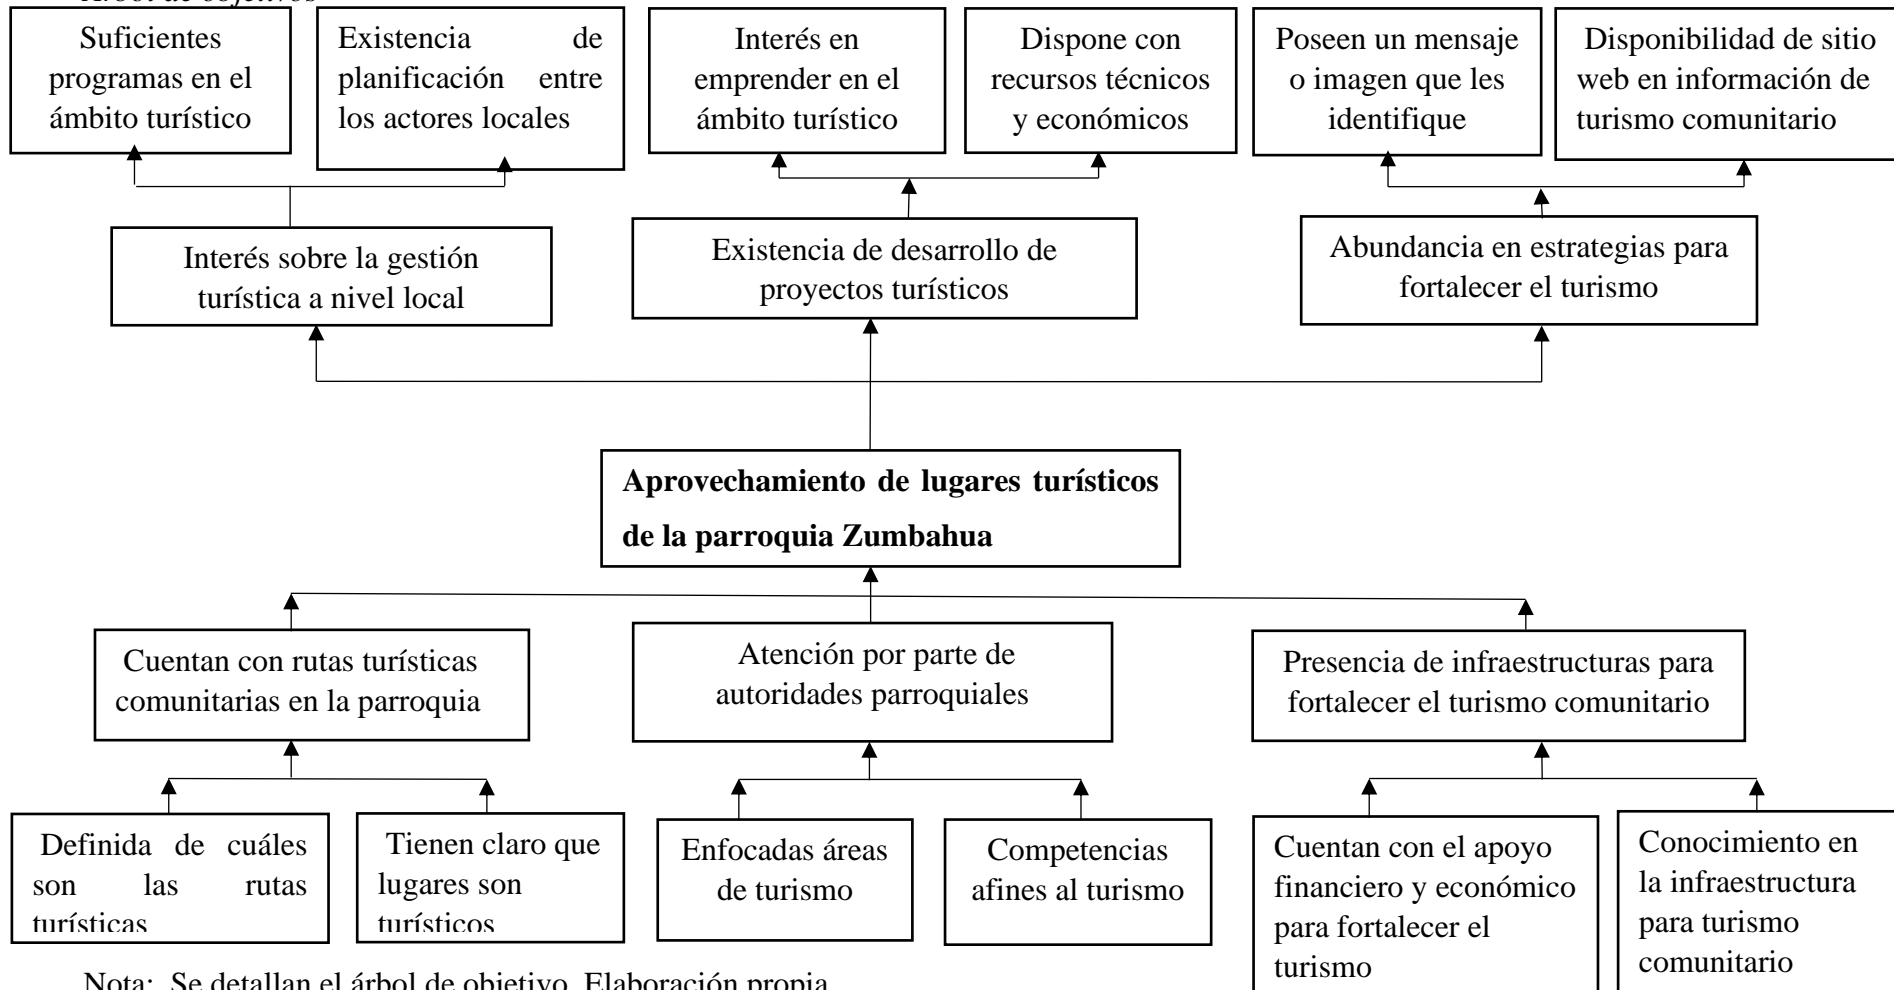 Árbol de objetivos
Suficientes
programas en el
ámbito turístico
Existencia de
planificación entre
los actores locales
Interés en
emprender en el
ámbito turístico
Dispone con
recursos técnicos
y económicos
Poseen un mensaje
o imagen que les
identifique
Disponibilidad de sitio
web en información de
turismo comunitario
Interés sobre la gestión
turística a nivel local
Existencia de desarrollo de
proyectos turísticos
Abundancia en estrategias para
fortalecer el turismo
Aprovechamiento de lugares turísticos
de la parroquia Zumbahua
Cuentan con rutas turísticas
comunitarias en la parroquia
Atención por parte de
autoridades parroquiales
Presencia de infraestructuras para
fortalecer el turismo comunitario
Definida de cuáles
son las rutas
turísticas
Tienen claro que
lugares son
turísticos
Enfocadas áreas
de turismo
Competencias
afines al turismo
Cuentan con el apoyo
financiero y económico
para fortalecer el
turismo
Conocimiento en
la infraestructura
para turismo
comunitario
Nota: Se detallan el árbol de objetivo. Elaboración propia